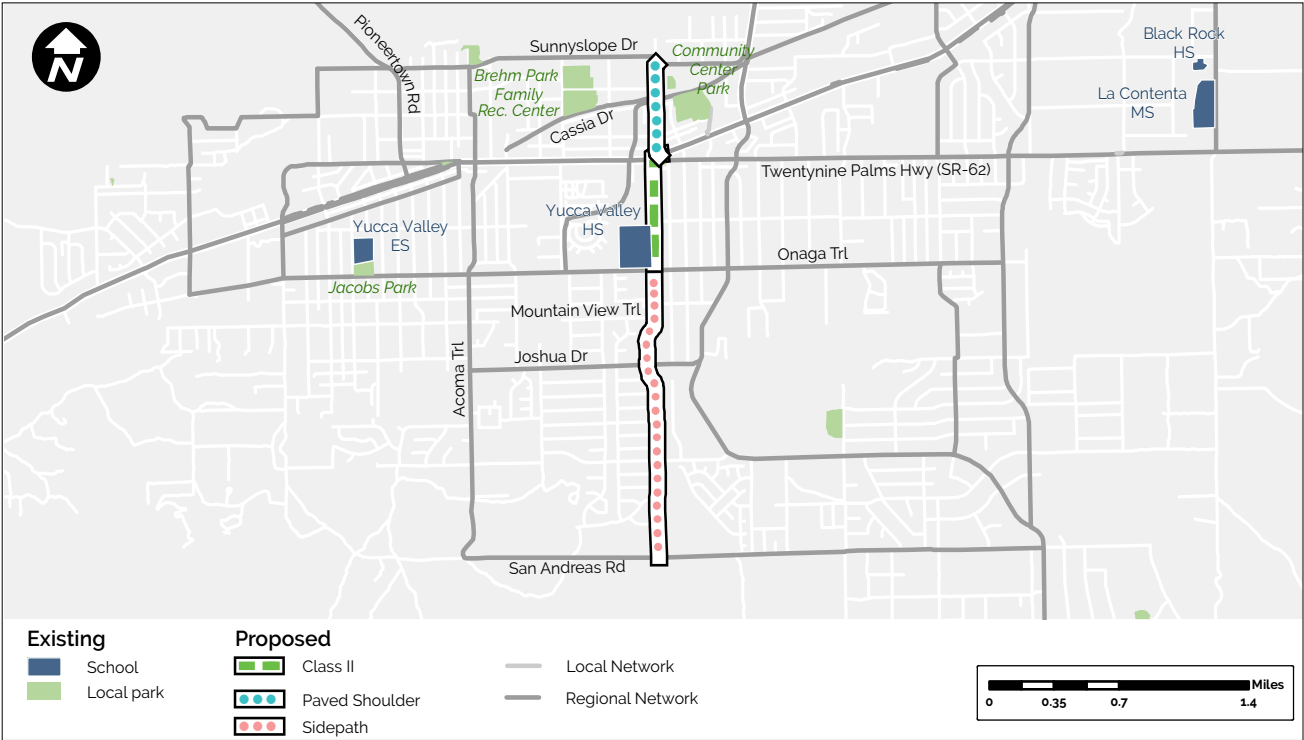 N
Pioneertown Rd
Sunnyslope Dr
Brehm Park
Family
Rec. Center
Community
Center
Park
Cassia Dr
Black Rock
HS
La Contenta
MS
Twentynine Palms Hwy (SR-62)
Yucca Valley
ES
Yucca Valley
HS
Jacobs Park
Onaga Trl
Mountain View Trl
Joshua Dr
Acoma Trl
San Andreas Rd
Existing
School
Local park
Proposed
Class II
Paved Shoulder
Sidepath
Local Network
Regional Network
Miles
0 0.35 0.7 1.4